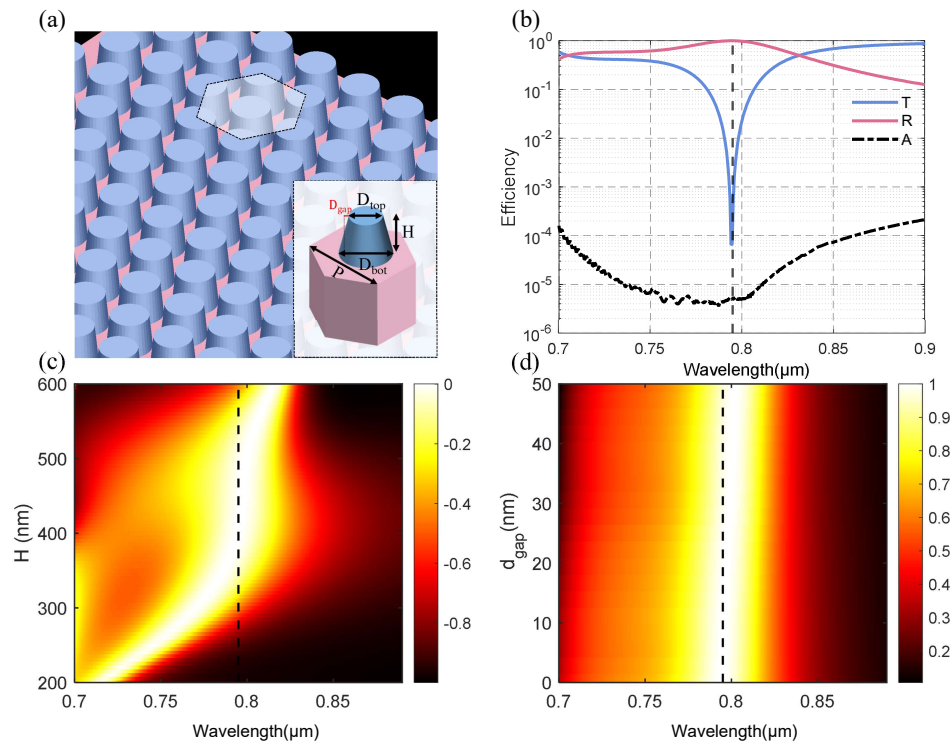 (a)
D_gap
D_top
H
P
D_bot
(b)
10^0
10^-1
10^-2
10^-3
10^-4
10^-5
10^-6
Efficiency
T
R
A
0.7 0.75 0.8 0.85 0.9
Wavelength(μm)
(c)
600
500
400
300
200
H (nm)
0.7 0.75 0.8 0.85
Wavelength(μm)
0
-0.2
-0.4
-0.6
-0.8
(d)
50
40
30
20
10
0
d_gap(nm)
0.7 0.75 0.8 0.85
Wavelength(μm)
1
0.9
0.8
0.7
0.6
0.5
0.4
0.3
0.2